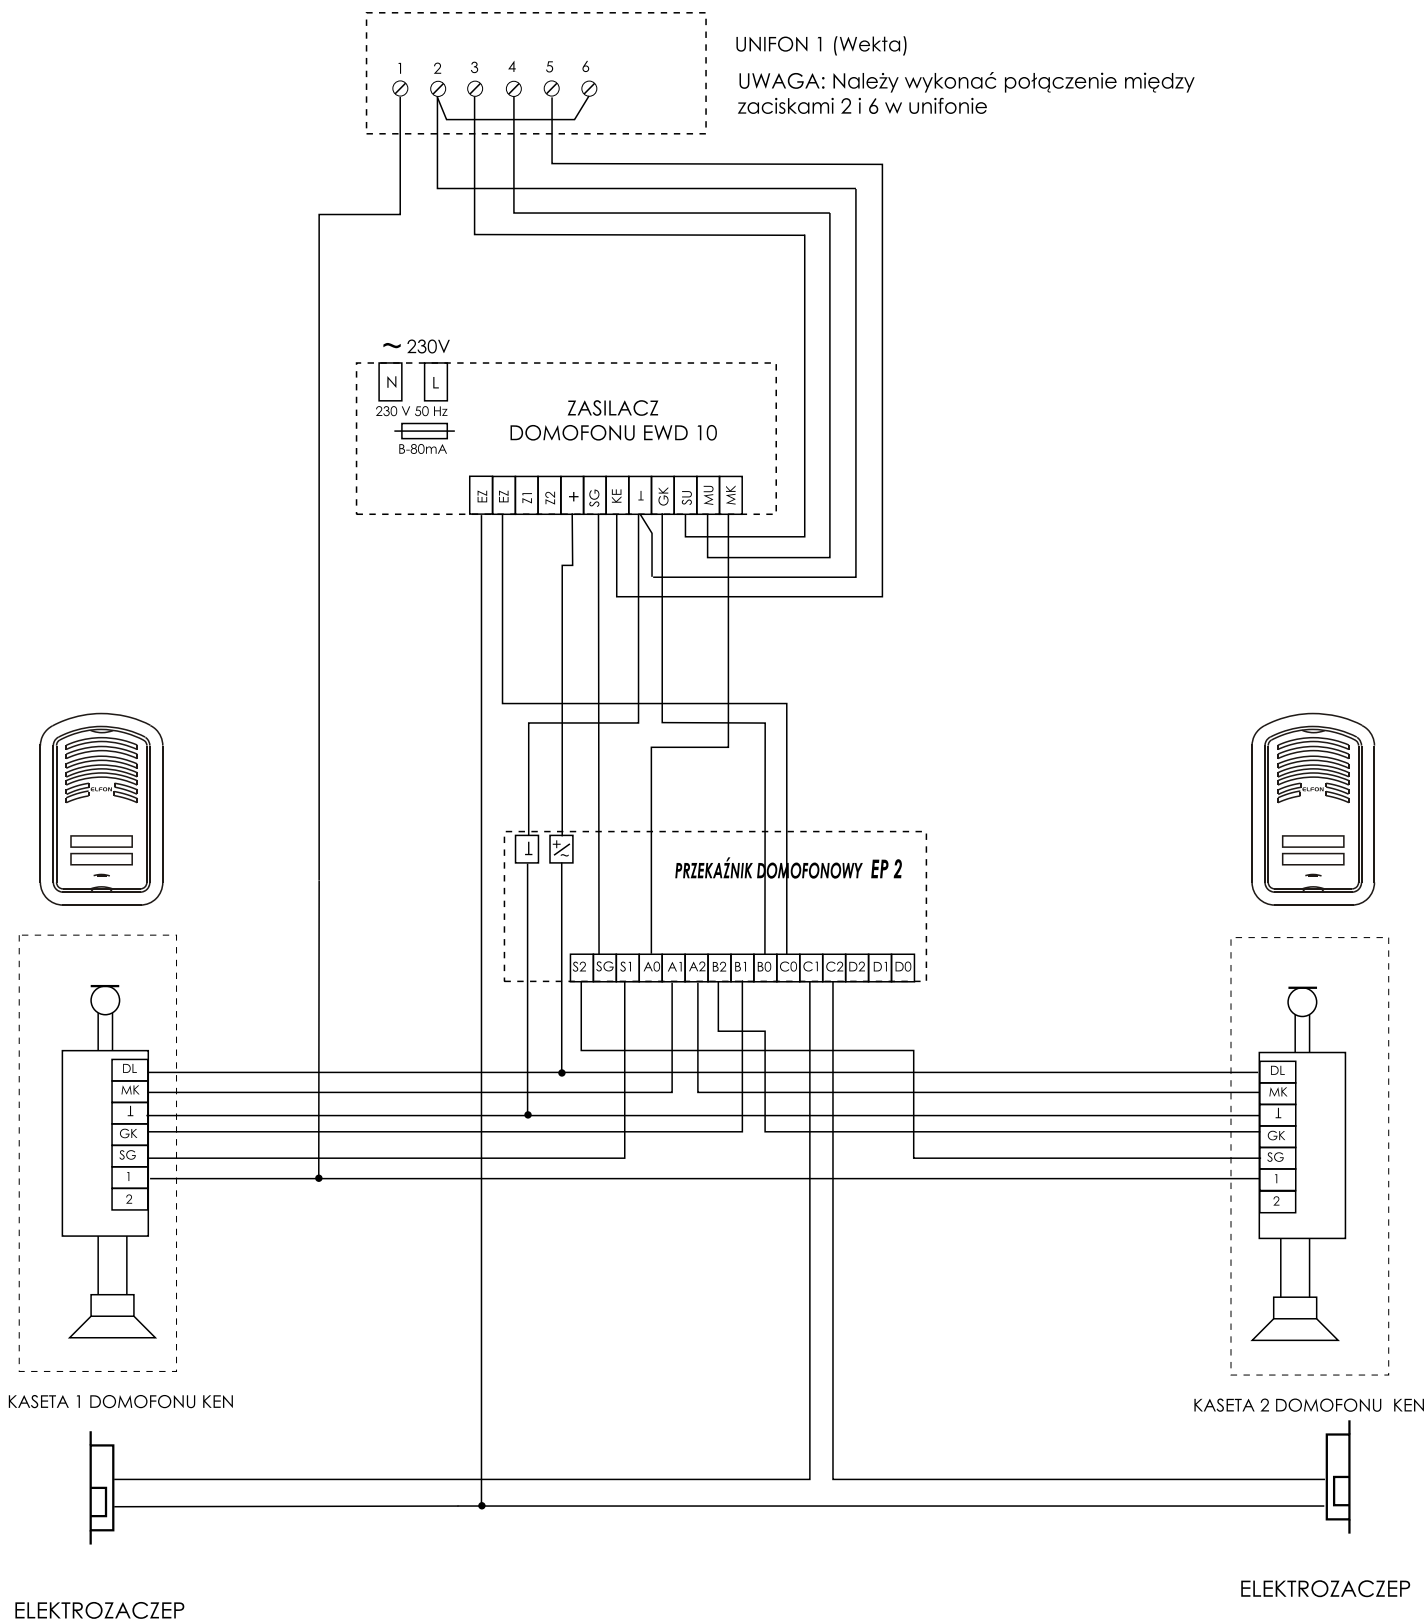 UNIFON 1 (Wekta)
UWAGA: Należy wykonać połączenie między
zaciskami 2 i 6 w unifonie
1 2 3 4 5 6
~ 230V
N L
230 V 50 Hz
B-80mA
ZASILACZ
DOMOFONU EWD 10
EZ EZ Z1 Z2 + SG KE ⊥ GK SU MU MK
ELFON
ELFON
⊥ +/~
PRZEKAŹNIK DOMOFONOWY EP 2
S2 SG S1 A0 A1 A2 B2 B1 B0 C0 C1 C2 D2 D1 D0
DL
MK
⊥
GK
SG
1
2
DL
MK
⊥
GK
SG
1
2
KASETA 1 DOMOFONU KEN
KASETA 2 DOMOFONU KEN
ELEKTROZACZEP
ELEKTROZACZEP